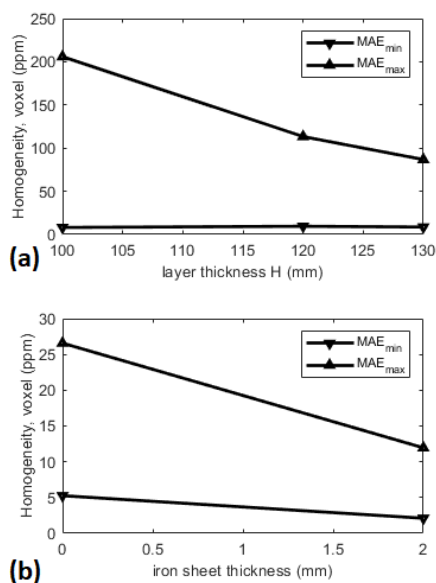 250
200
150
100
50
0
Homogeneity, voxel (ppm)
MAEmin
MAEmax
100 105 110 115 120 125 130
layer thickness H (mm)
(a)
30
25
20
15
10
5
0
Homogeneity, voxel (ppm)
MAEmin
MAEmax
0 0.5 1 1.5 2
iron sheet thickness (mm)
(b)